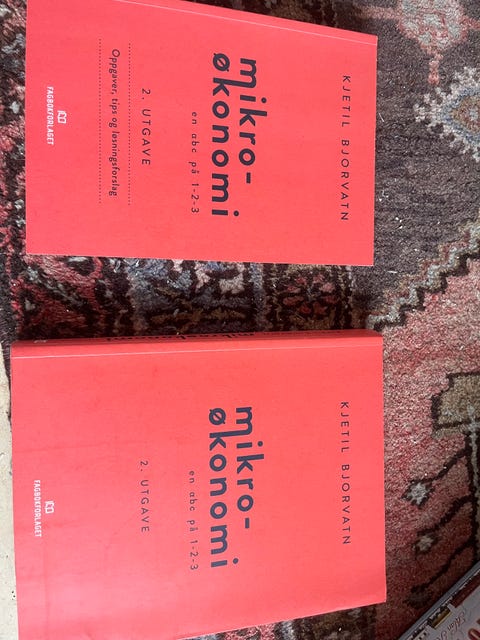 KJETIL BJORVATN
mikro-
økonomi
en abc på 1-2-3
2. UTGAVE
Oppgaver, tips og løsningsforslag
FAGBOKFORLAGET
KJETIL BJORVATN
mikro-
økonomi
en abc på 1-2-3
2. UTGAVE
FAGBOKFORLAGET